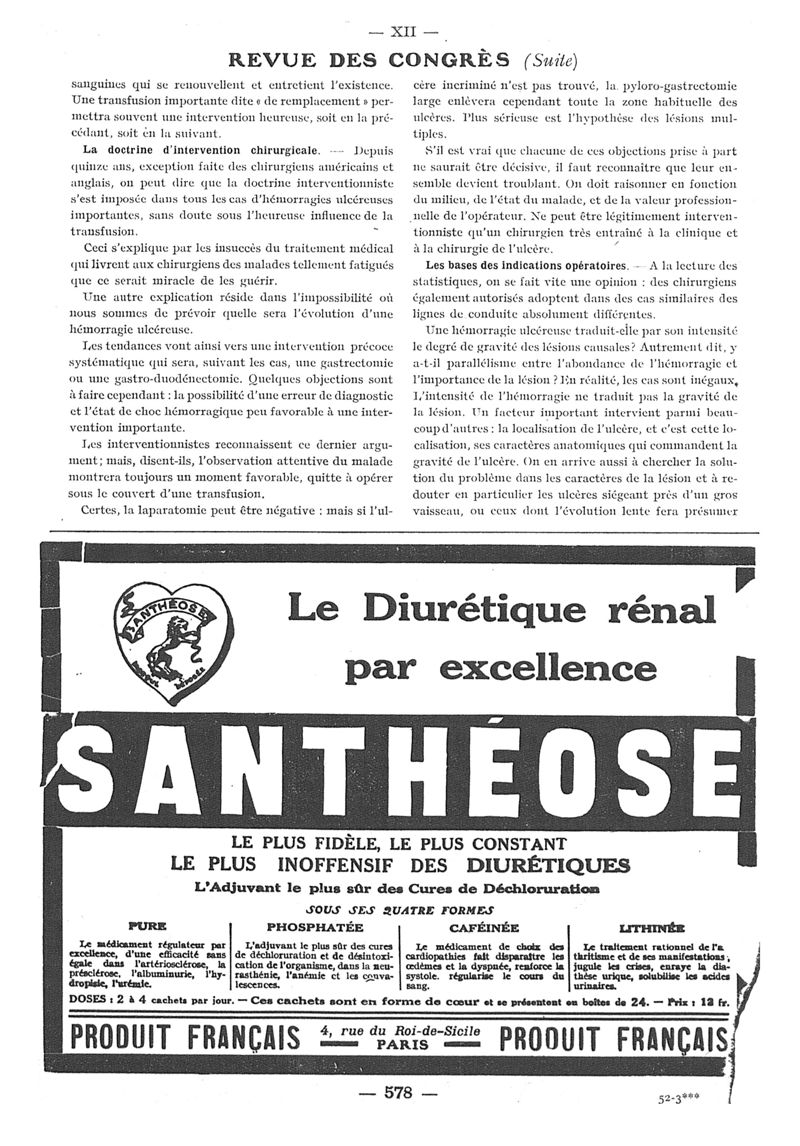 — XII —
REVUE DES CONGRÈS (Suite)
sanguines qui se renouvellent et entretient l'existence.
Une transfusion importante dite « de remplacement » per-
mettra souvent une intervention heureuse, soit en la pré-
cédant, soit en la suivant.
La doctrine d'intervention chirurgicale. — Depuis
quinze ans, exception faite des chirurgiens américains et
anglais, on peut dire que la doctrine interventionniste
s'est imposée dans tous les cas d'hémorragies ulcéreuses
importantes, sans doute sous l'heureuse influence de la
transfusion.
Ceci s'explique par les insuccès du traitement médical
qui livrent aux chirurgiens des malades tellement fatigués
que ce serait miracle de les guérir.
Une autre explication réside dans l'impossibilité où
nous sommes de prévoir quelle sera l'évolution d'une
hémorragie ulcéreuse.
Les tendances vont ainsi vers une intervention précoce
systématique qui sera, suivant les cas, une gastrectomie
ou une gastro-duodénectomie. Quelques objections sont
à faire cependant : la possibilité d'une erreur de diagnostic
et l'état de choc hémorragique peu favorable à une inter-
vention importante.
Les interventionnistes reconnaissent ce dernier argu-
ment; mais, disent-ils, l'observation attentive du malade
montrera toujours un moment favorable, quitte à opérer
sous le couvert d'une transfusion.
Certes, la laparatomie peut être négative : mais si l'ul-
cère incriminé n'est pas trouvé, la pyloro-gastrectomie
large enlèvera cependant toute la zone habituelle des
ulcères. Plus sérieuse est l'hypothèse des lésions mul-
tiples.
S'il est vrai que chacune de ces objections prise à part
ne saurait être décisive, il faut reconnaître que leur en-
semble devient troublant. On doit raisonner en fonction
du milieu, de l'état du malade, et de la valeur profession-
nelle de l'opérateur. Ne peut être légitimement interven-
tionniste qu'un chirurgien très entraîné à la clinique et
à la chirurgie de l'ulcère.
Les bases des indications opératoires. — A la lecture des
statistiques, on se fait vite une opinion : des chirurgiens
également autorisés adoptent dans des cas similaires des
lignes de conduite absolument différentes.
Une hémorragie ulcéreuse traduit-elle par son intensité
le degré de gravité des lésions causales? Autrement dit, y
a-t-il parallélisme entre l'abondance de l'hémorragie et
l'importance de la lésion ? En réalité, les cas sont inégaux.
L'intensité de l'hémorragie ne traduit pas la gravité de
la lésion. Un facteur important intervient parmi beau-
coup d'autres : la localisation de l'ulcère, et c'est cette lo-
calisation, ses caractères anatomiques qui commandent la
gravité de l'ulcère. On en arrive aussi à chercher la solu-
tion du problème dans les caractères de la lésion et à re-
douter en particulier les ulcères siégeant près d'un gros
vaisseau, ou ceux dont l'évolution lente fera présumer
SANTHÉOSE
Le Diurétique rénal
par excellence
SANTHÉOSE
LE PLUS FIDÈLE, LE PLUS CONSTANT
LE PLUS INOFFENSIF DES DIURÉTIQUES
L'Adjuvant le plus sûr des Cures de Déchloruration
SOUS SES QUATRE FORMES
PURE
Le médicament régulateur par
excellence, d'une efficacité sans
égale dans l'artériosclérose, la
présclérose, l'albuminurie, l'hy-
dropisie, l'urémie.
PHOSPHATÉE
L'adjuvant le plus sûr des cures
de déchloruration et de désintoxi-
cation de l'organisme, dans la neu-
rasthénie, l'anémie et les conva-
lescences.
CAFÉINÉE
Le médicament de choix des
cardiopathies fait disparaître les
œdèmes et la dyspnée, renforce la
systole. régularise le cours du
sang.
LITHINÉE
Le traitement rationnel de l'a
thritisme et de ses manifestations ;
jugule les crises, enraye la dia-
thèse urique, solubilise les acides
urinaires.
DOSES : 2 à 4 cachets par jour. — Ces cachets sont en forme de cœur et se présentent en boîtes de 24. — Prix : 12 fr.
PRODUIT FRANÇAIS 4, rue du Roi-de-Sicile PRODUIT FRANÇAIS
PARIS
— 578 —
52-3***